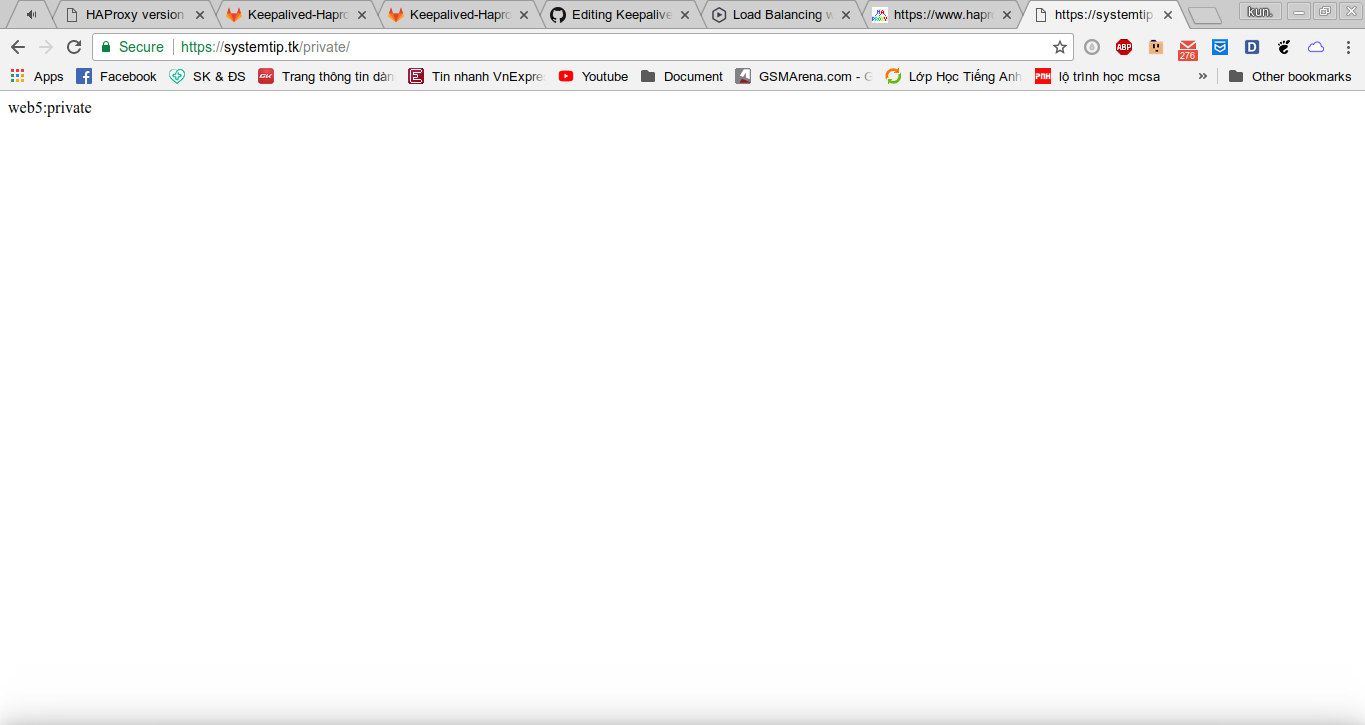 HAProxy version
Keepalived-Hapro
Keepalived-Hapro
Editing Keepalive
Load Balancing w
https://www.hapr
https://systemtip.
kun.
Secure https://systemtip.tk/private/
ABP
276
D
Apps Facebook SK & ĐS GK Trang thông tin dàn E Tin nhanh VnExpre Youtube Document GSMArena.com - G Lớp Học Tiếng Anh PNH lộ trình học mcsa » Other bookmarks
web5:private